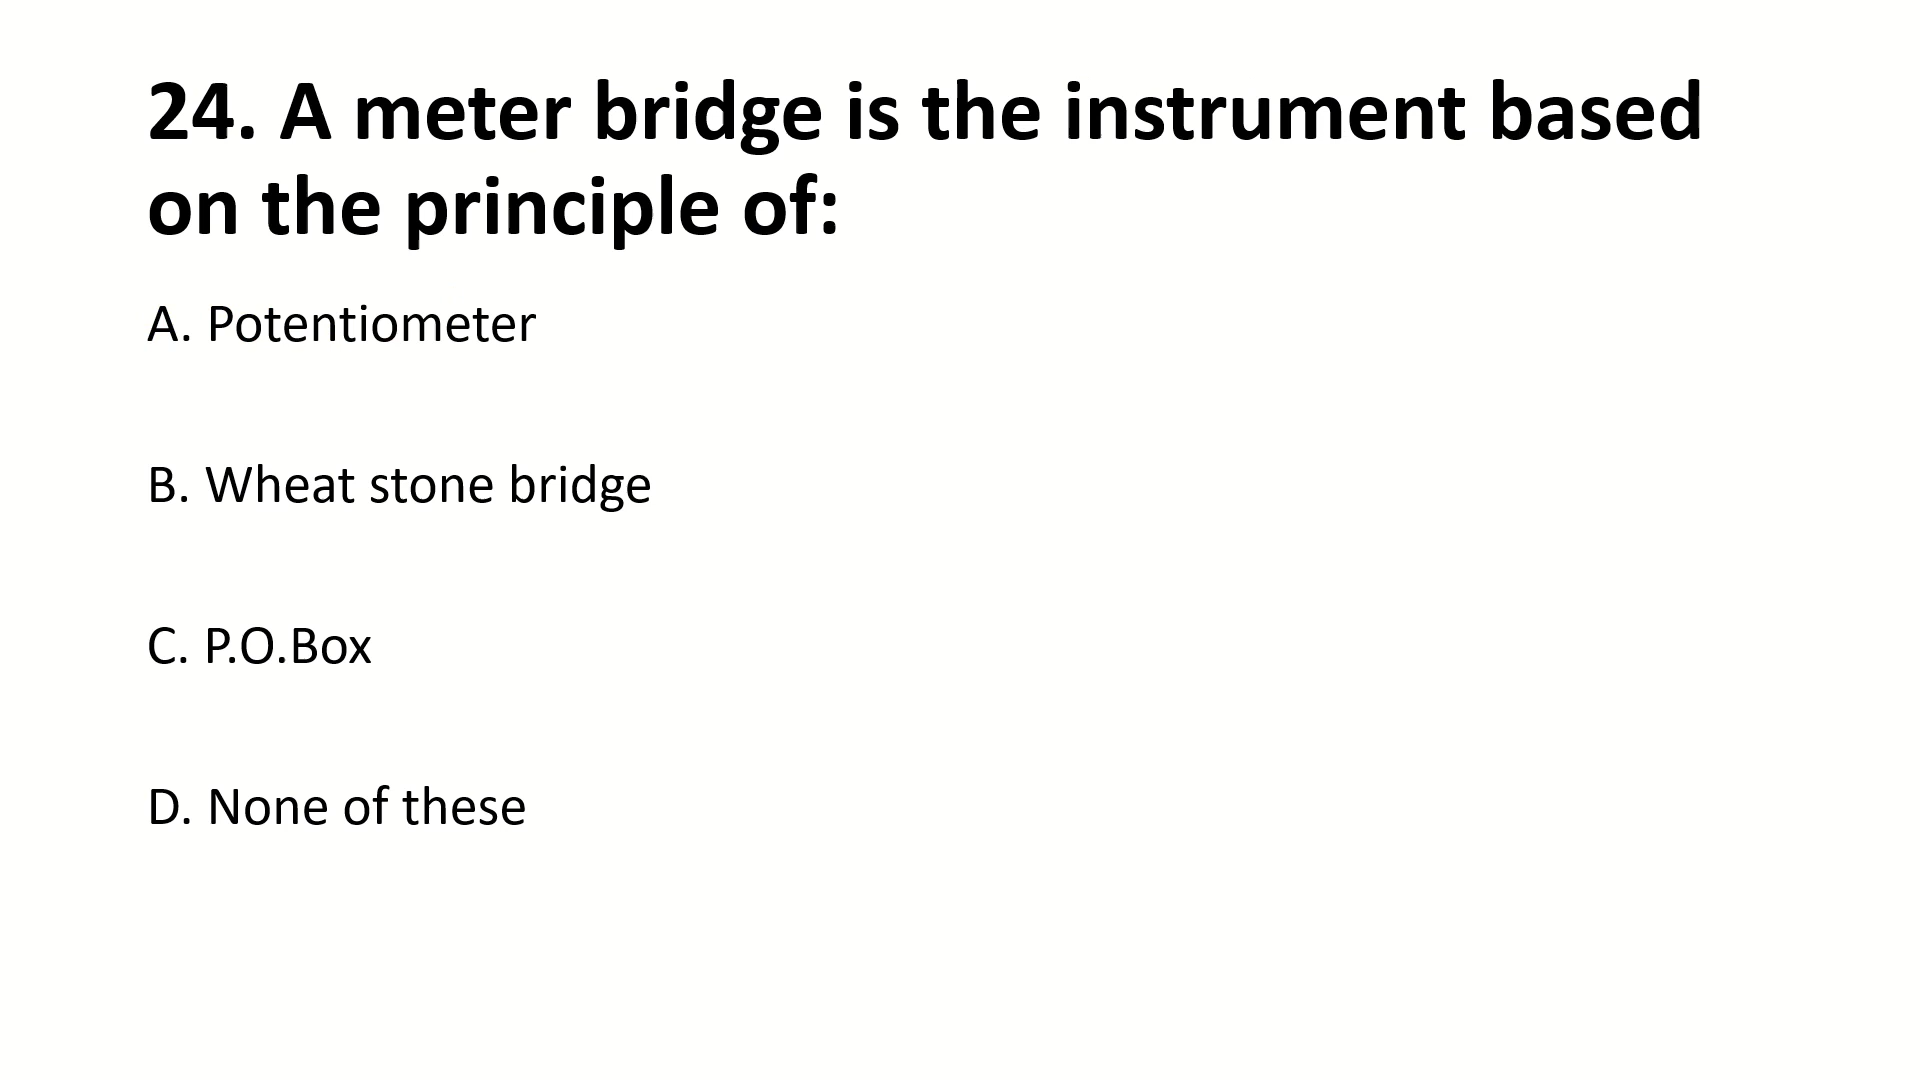 24. A meter bridge is the instrument based
on the principle of:
A. Potentiometer
B. Wheat stone bridge
C. P.O.Box
D. None of these